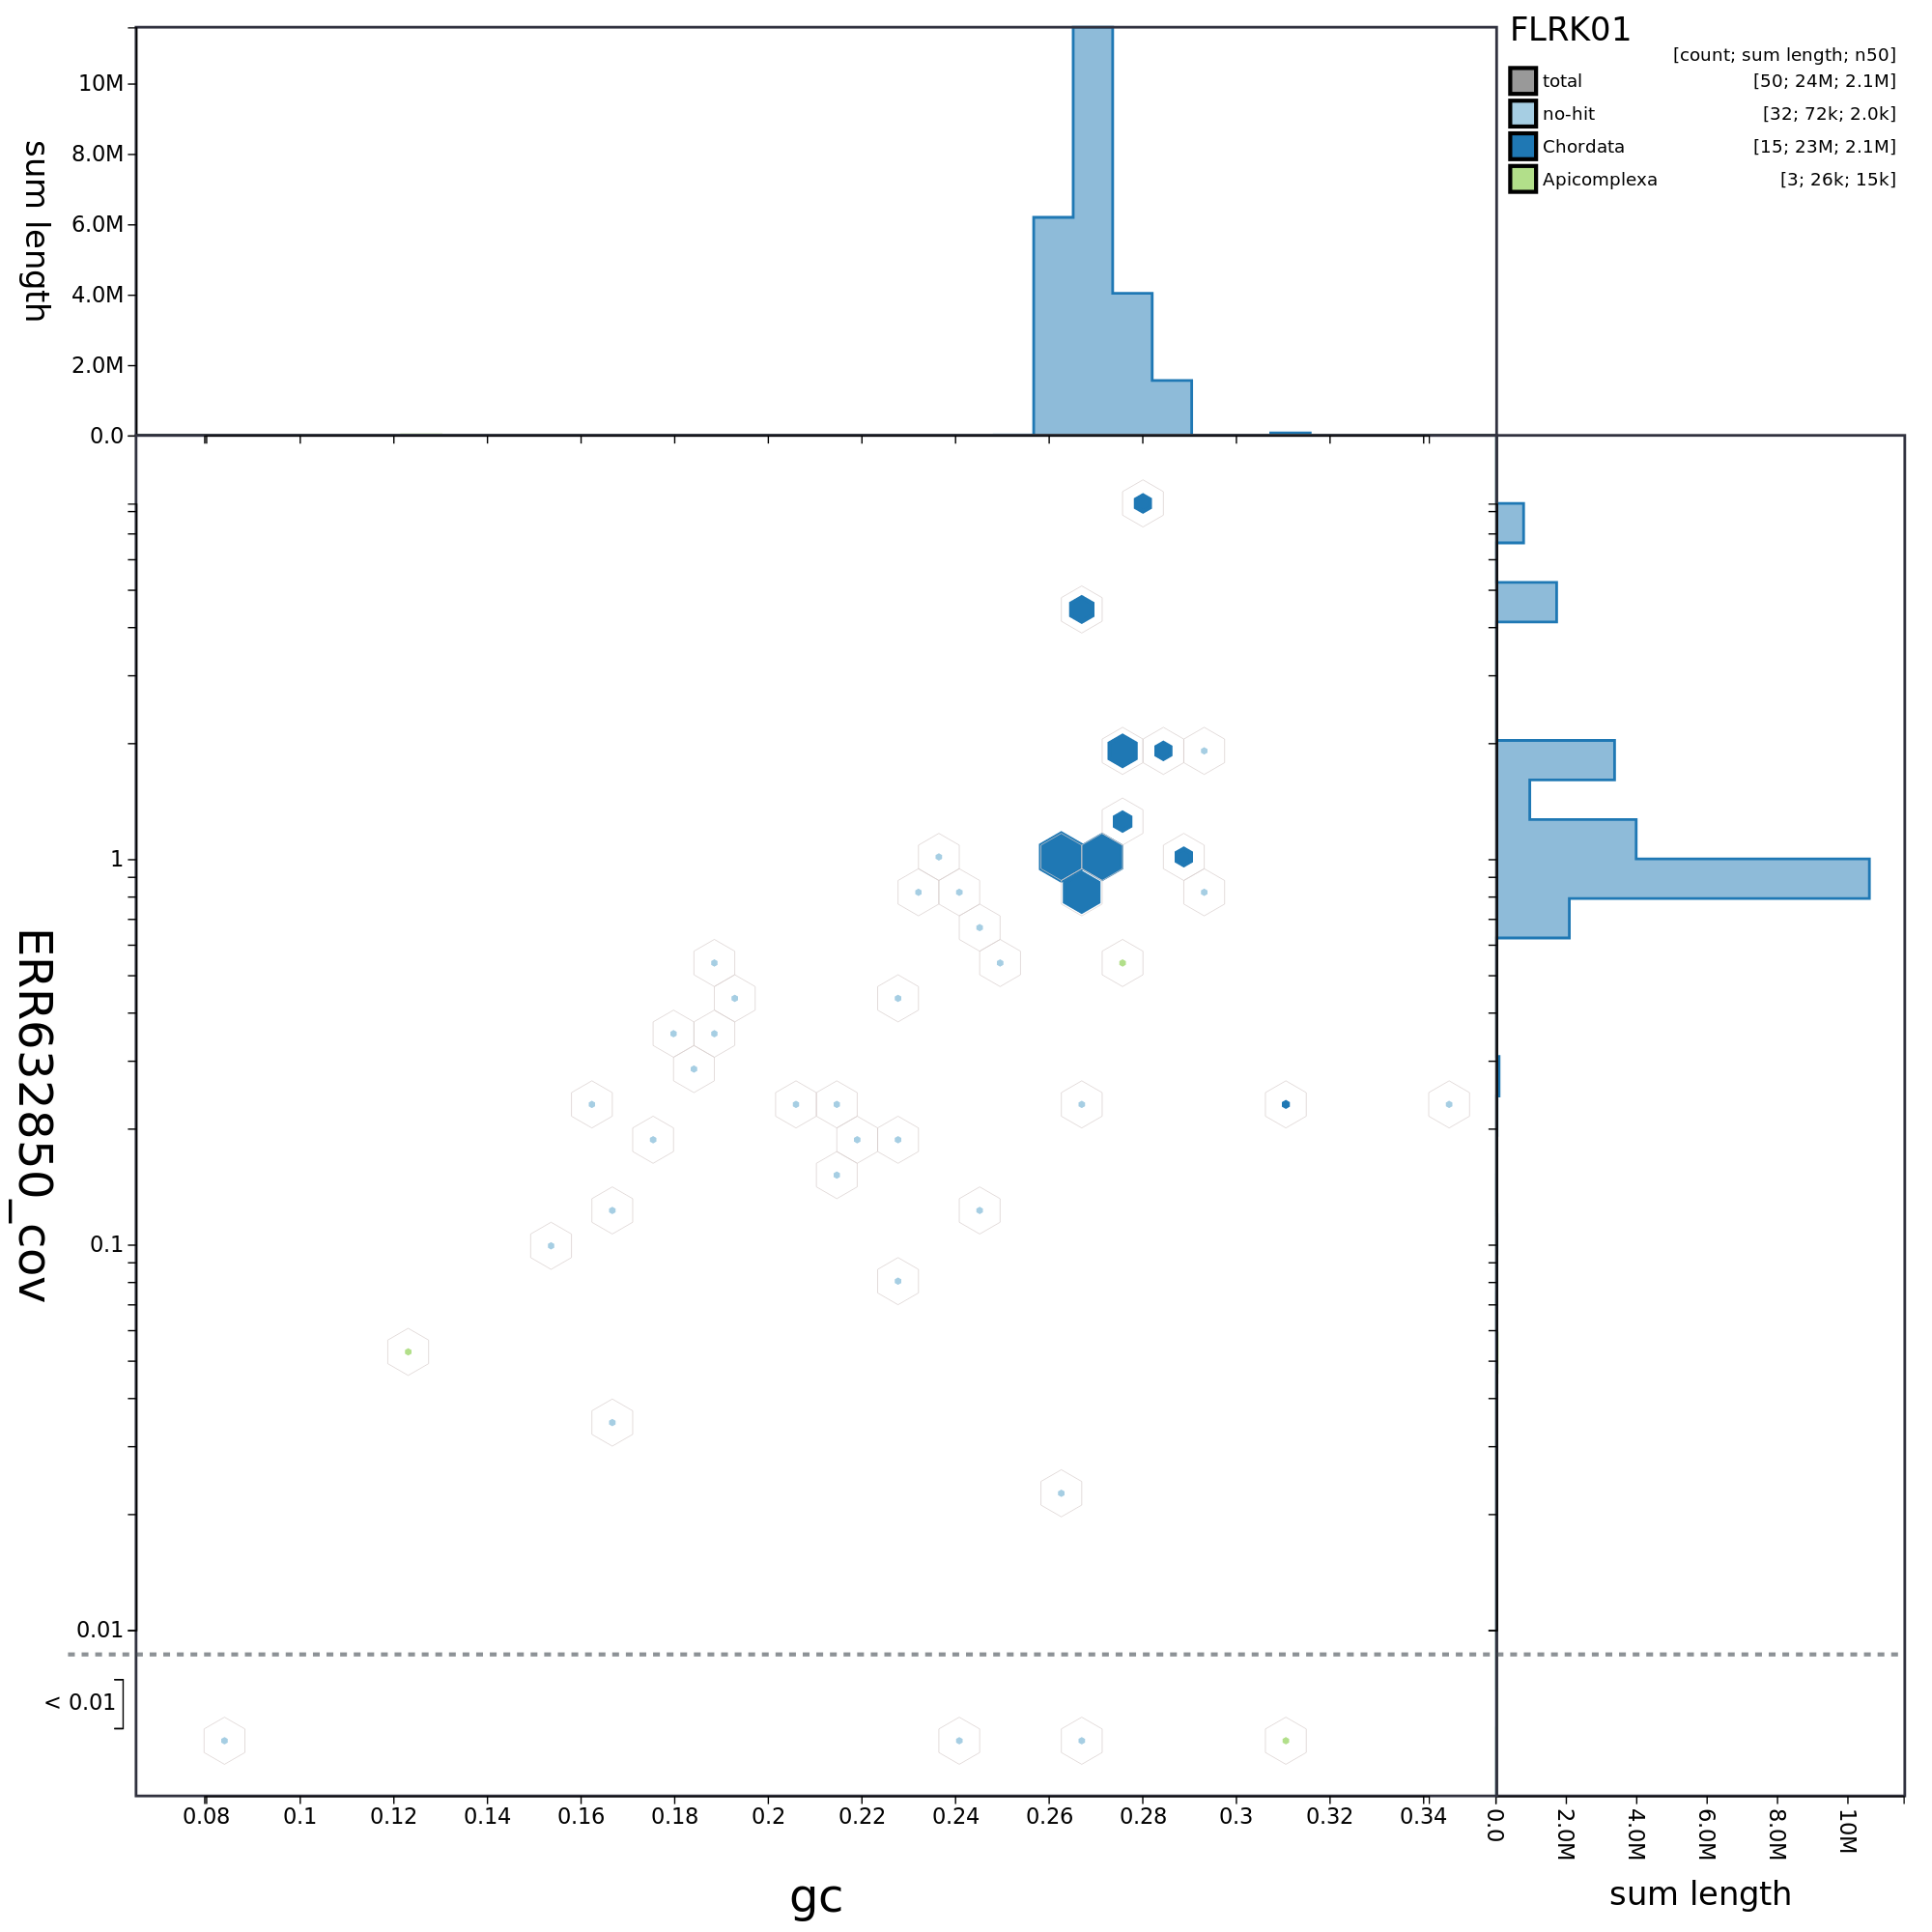 FLRK01
[count; sum length; n50]
total [50; 24M; 2.1M]
no-hit [32; 72k; 2.0k]
Chordata [15; 23M; 2.1M]
Apicomplexa [3; 26k; 15k]
sum length
10M
8.0M
6.0M
4.0M
2.0M
0.0
ERR632850_cov
1
0.1
0.01
< 0.01
0.08 0.1 0.12 0.14 0.16 0.18 0.2 0.22 0.24 0.26 0.28 0.3 0.32 0.34
gc
0.0 2.0M 4.0M 6.0M 8.0M 10M
sum length